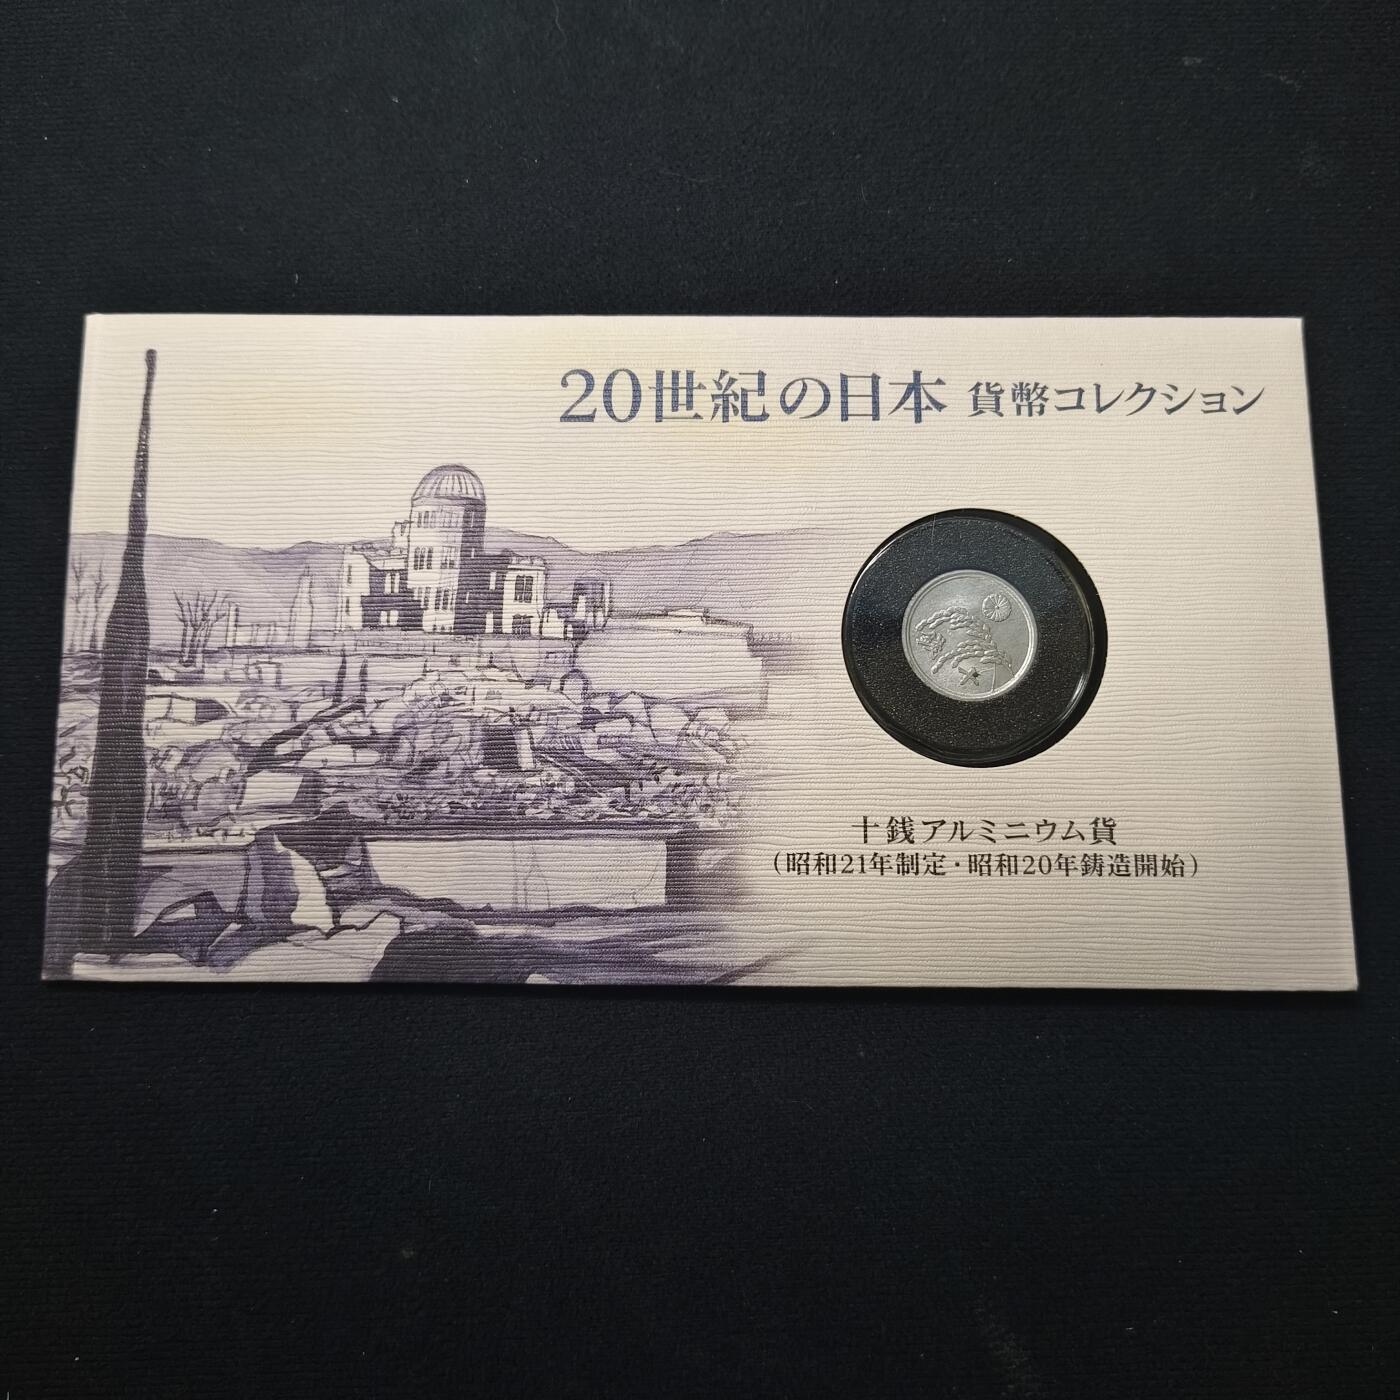 20世紀の日本 貨幣コレクション
十銭アルミニウム貨
(昭和21年制定・昭和20年鋳造開始)